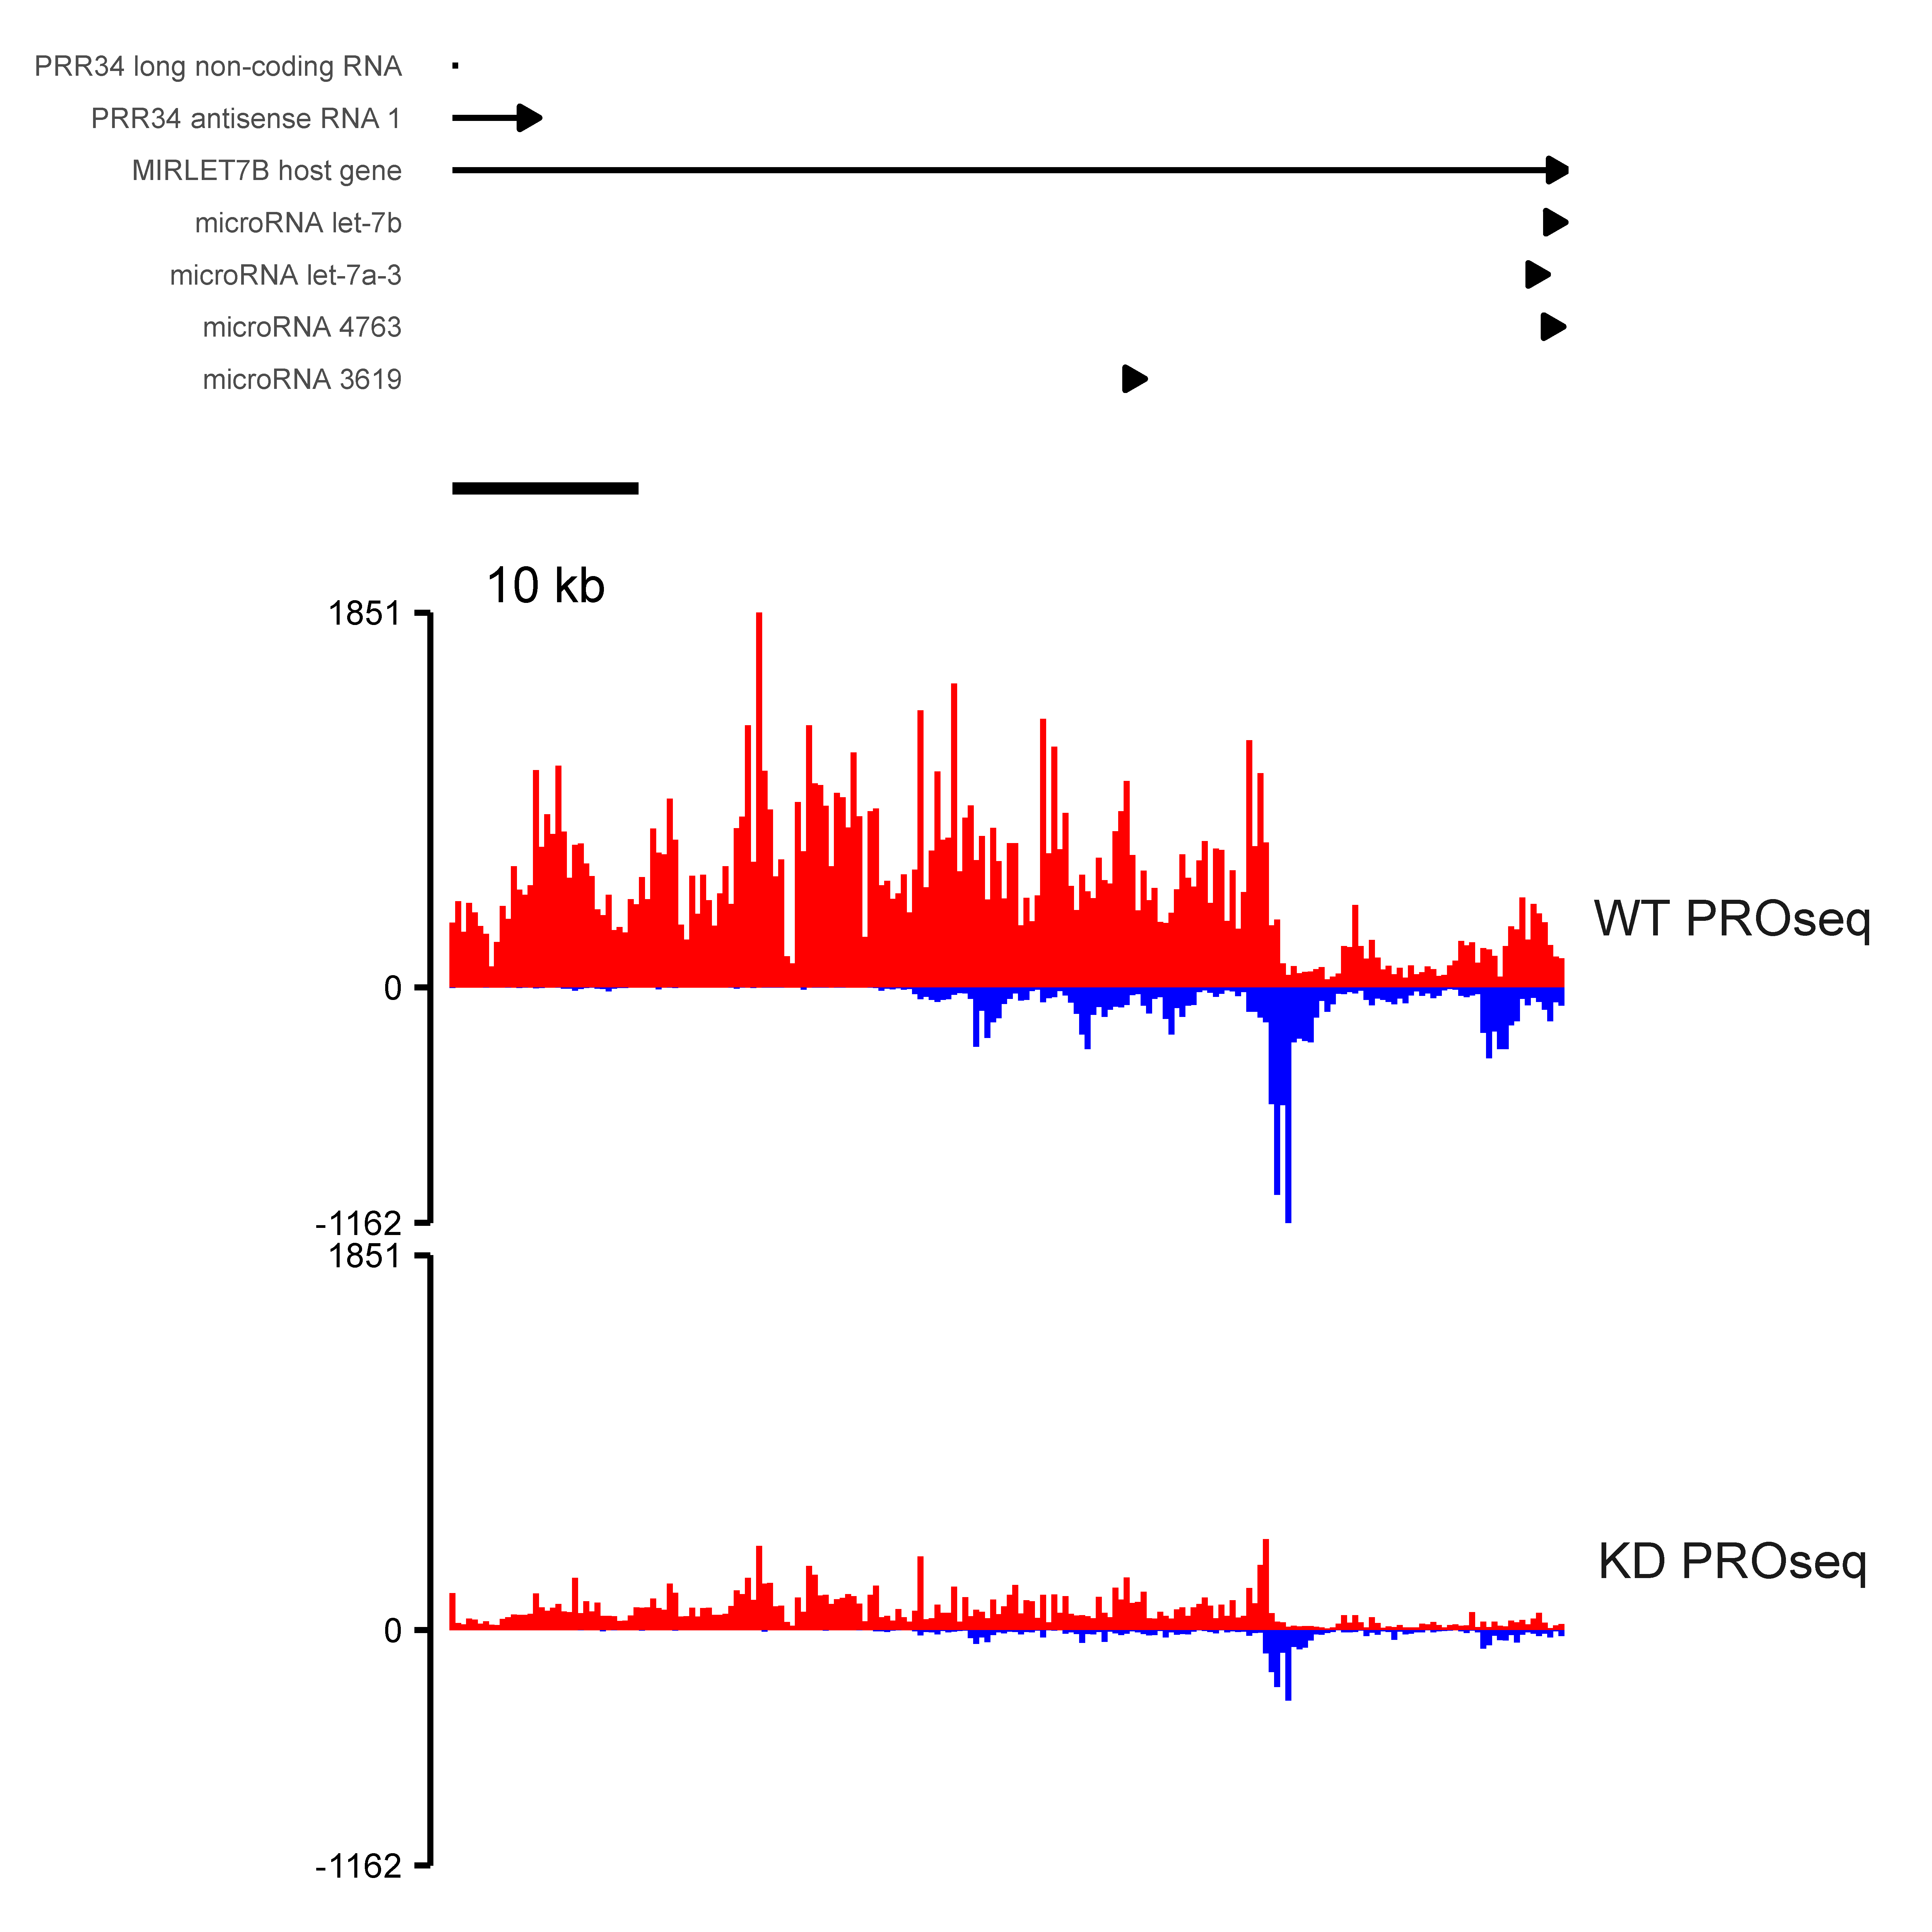 PRR34 long non-coding RNA
PRR34 antisense RNA 1
MIRLET7B host gene
microRNA let-7b
microRNA let-7a-3
microRNA 4763
microRNA 3619
10 kb
1851
WT PROseq
0
-1162
1851
KD PROseq
0
-1162